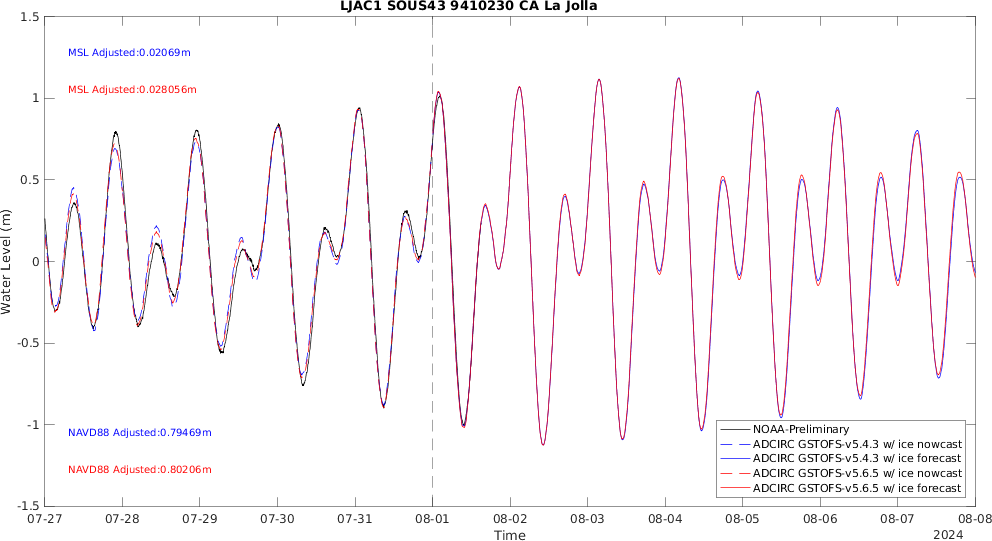 LJAC1 SOUS43 9410230 CA La Jolla
1.5
1
0.5
0
-0.5
-1
-1.5
Water Level (m)
MSL Adjusted:0.02069m
MSL Adjusted:0.028056m
NAVD88 Adjusted:0.79469m
NAVD88 Adjusted:0.80206m
NOAA-Preliminary
ADCIRC GSTOFS-v5.4.3 w/ ice nowcast
ADCIRC GSTOFS-v5.4.3 w/ ice forecast
ADCIRC GSTOFS-v5.6.5 w/ ice nowcast
ADCIRC GSTOFS-v5.6.5 w/ ice forecast
07-27 07-28 07-29 07-30 07-31 08-01 08-02 08-03 08-04 08-05 08-06 08-07 08-08
Time
2024